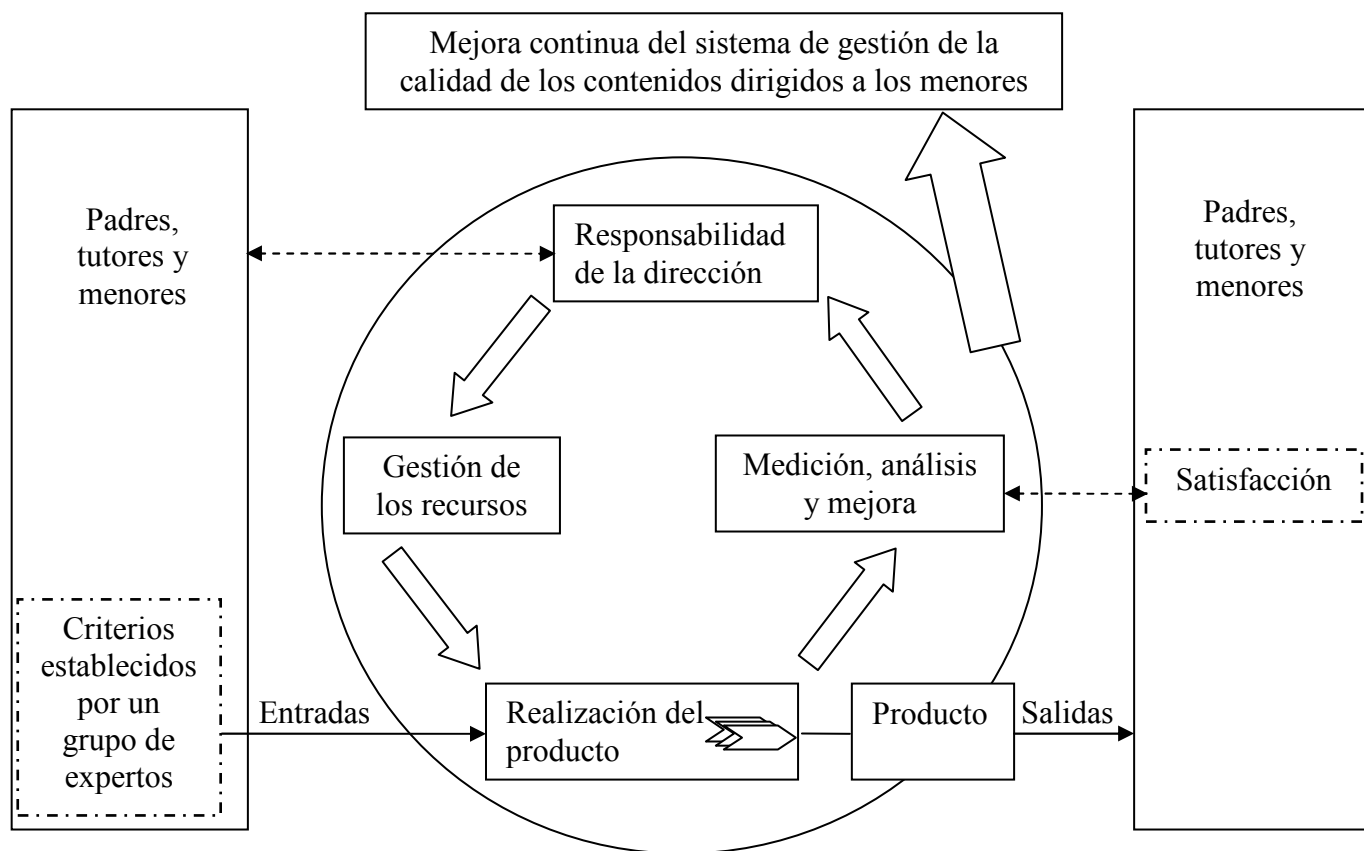 Mejora continua del sistema de gestión de la
calidad de los contenidos dirigidos a los menores
Padres,
tutores y
menores
Responsabilidad
de la dirección
Padres,
tutores y
menores
Gestión de
los recursos
Medición, análisis
y mejora
Satisfacción
Criterios
establecidos
por un
grupo de
expertos
Entradas
Realización del
producto
Producto
Salidas